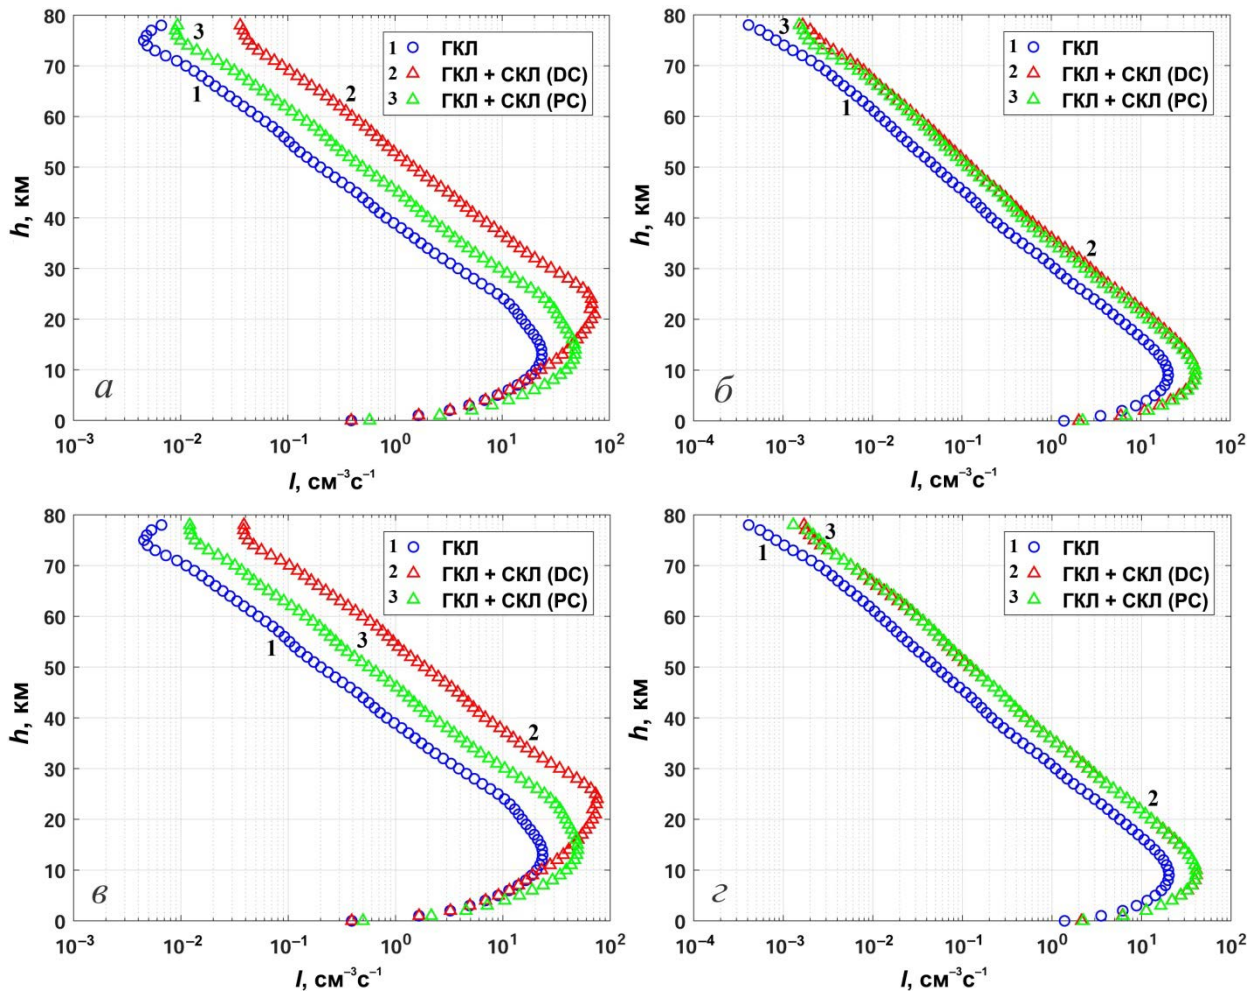 80
70
60
50
40
30
20
10
0
h, км
1 ГКЛ
2 ГКЛ + СКЛ (DC)
3 ГКЛ + СКЛ (PC)
3
2
1
а
10⁻³ 10⁻² 10⁻¹ 10⁰ 10¹ 10²
I, см⁻³с⁻¹
80
70
60
50
40
30
20
10
0
h, км
1 ГКЛ
2 ГКЛ + СКЛ (DC)
3 ГКЛ + СКЛ (PC)
3
1
2
б
10⁻⁴ 10⁻³ 10⁻² 10⁻¹ 10⁰ 10¹ 10²
I, см⁻³с⁻¹
80
70
60
50
40
30
20
10
0
h, км
1 ГКЛ
2 ГКЛ + СКЛ (DC)
3 ГКЛ + СКЛ (PC)
1
3
2
в
10⁻³ 10⁻² 10⁻¹ 10⁰ 10¹ 10²
I, см⁻³с⁻¹
80
70
60
50
40
30
20
10
0
h, км
1 ГКЛ
2 ГКЛ + СКЛ (DC)
3 ГКЛ + СКЛ (PC)
3
1
2
г
10⁻⁴ 10⁻³ 10⁻² 10⁻¹ 10⁰ 10¹ 10²
I, см⁻³с⁻¹